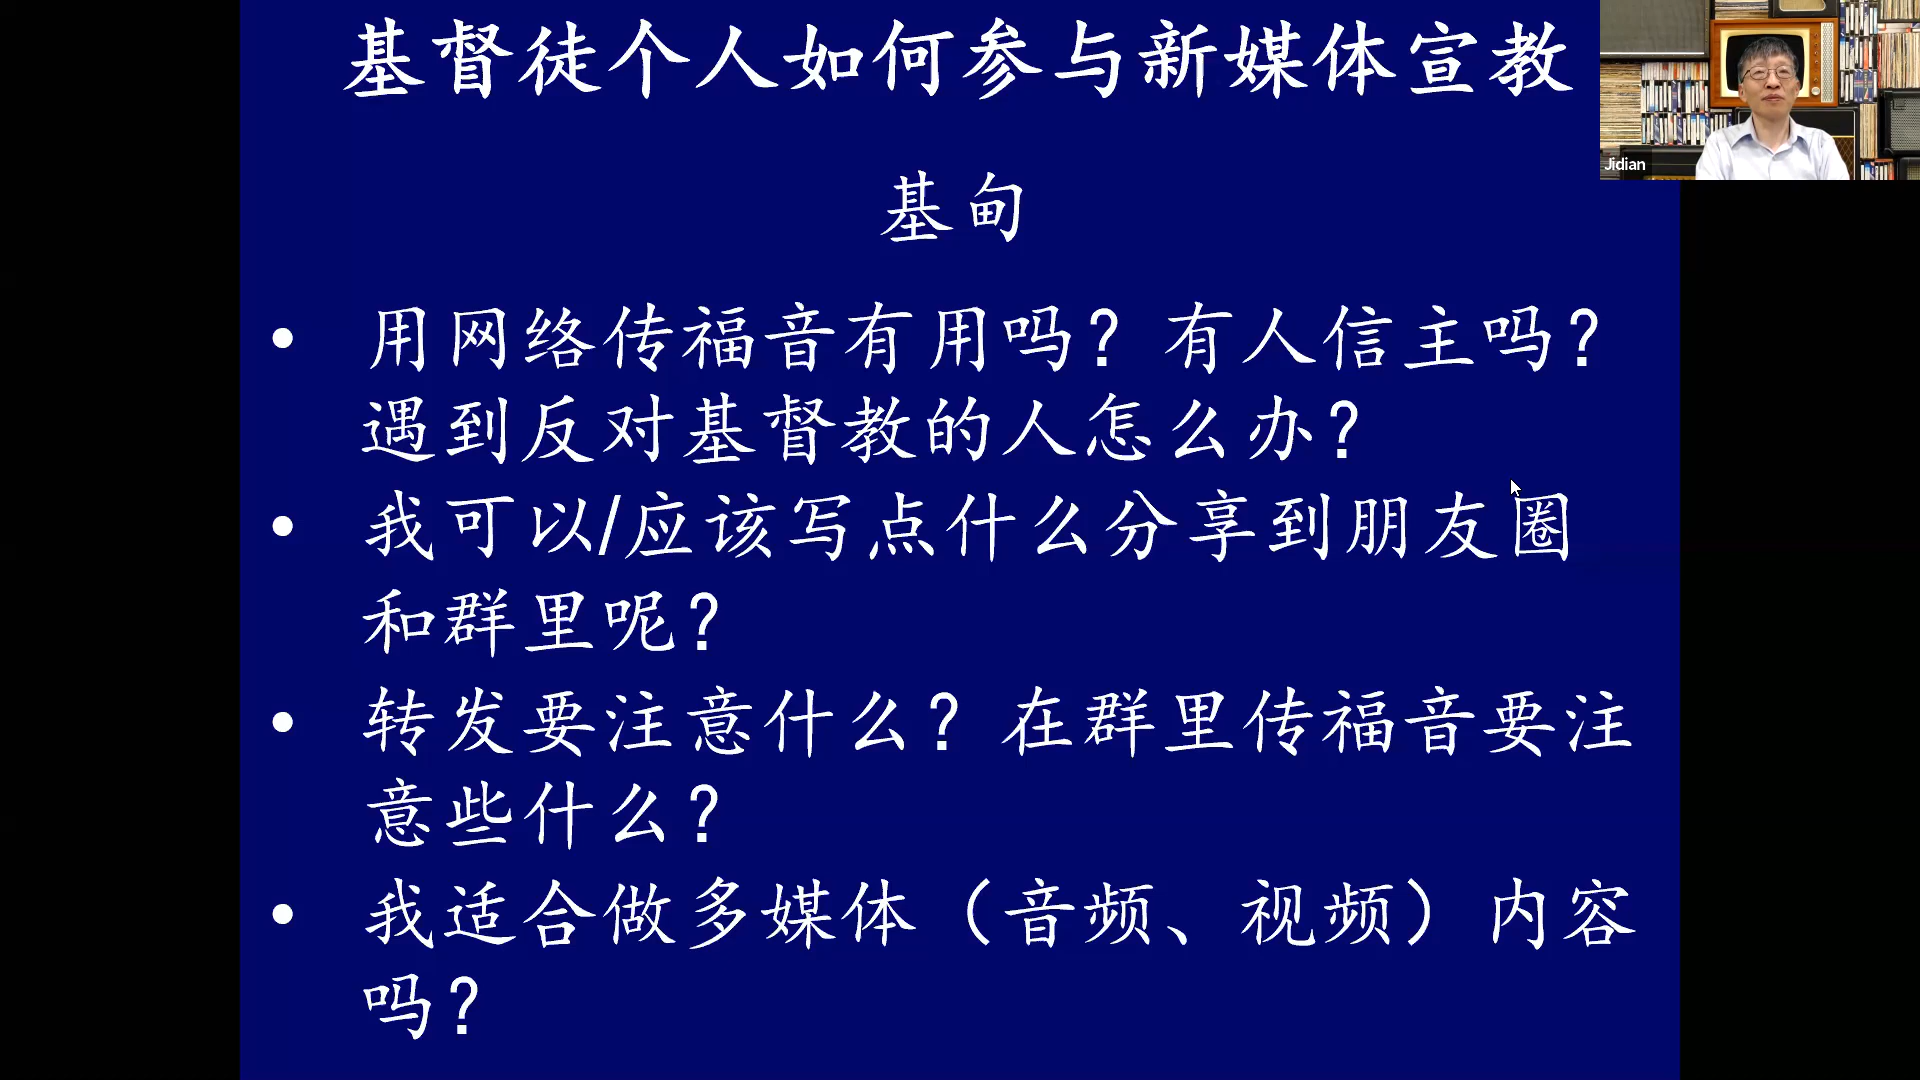 基督徒个人如何参与新媒体宣教
Jidian
基甸
• 用网络传福音有用吗？有人信主吗？
遇到反对基督教的人怎么办？
• 我可以/应该写点什么分享到朋友圈
和群里呢？
• 转发要注意什么？在群里传福音要注
意些什么？
• 我适合做多媒体（音频、视频）内容
吗？